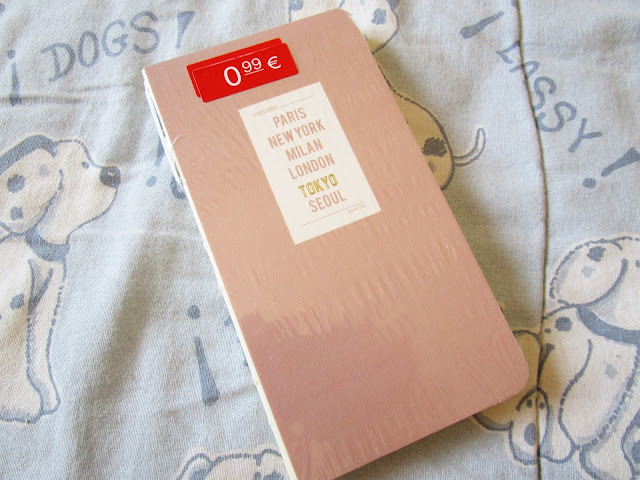 ¡ DOGS !
0 99 €
PARIS
NEW YORK
MILAN
LONDON
TOKYO
SEOUL
¡ LASSY !